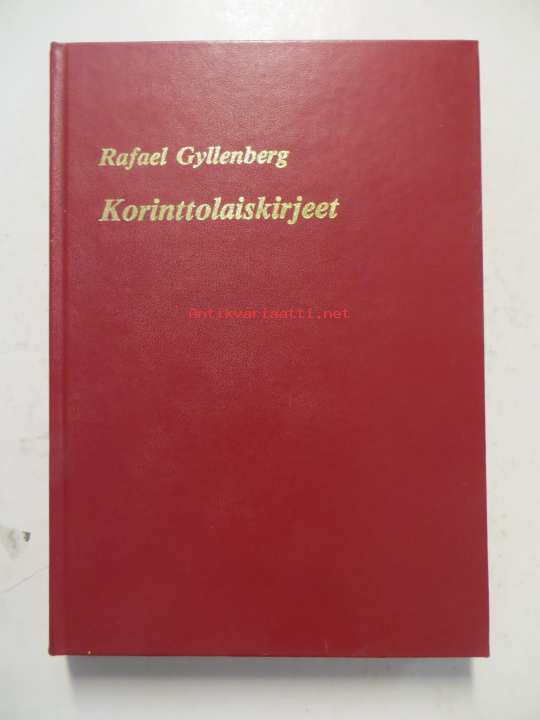 Rafael Gyllenberg
Korinttolaiskirjeet
Antikvariaatti.net